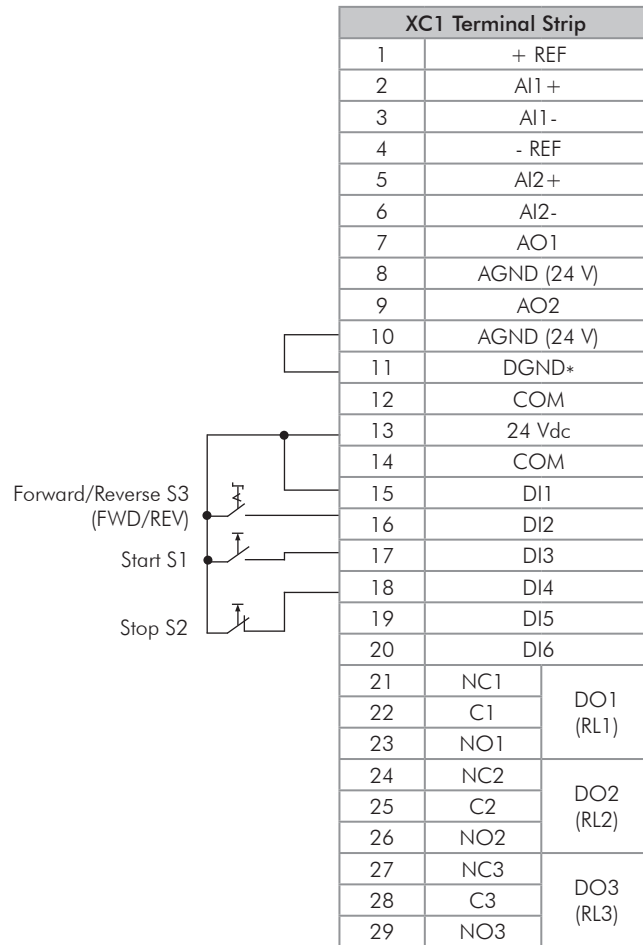 XC1 Terminal Strip
1 + REF
2 AI1+
3 AI1-
4 - REF
5 AI2+
6 AI2-
7 AO1
8 AGND (24 V)
9 AO2
10 AGND (24 V)
11 DGND*
12 COM
13 24 Vdc
14 COM
Forward/Reverse S3
(FWD/REV)
15 DI1
16 DI2
Start S1
17 DI3
18 DI4
Stop S2
19 DI5
20 DI6
21 NC1
22 C1
23 NO1
DO1
(RL1)
24 NC2
25 C2
26 NO2
DO2
(RL2)
27 NC3
28 C3
29 NO3
DO3
(RL3)